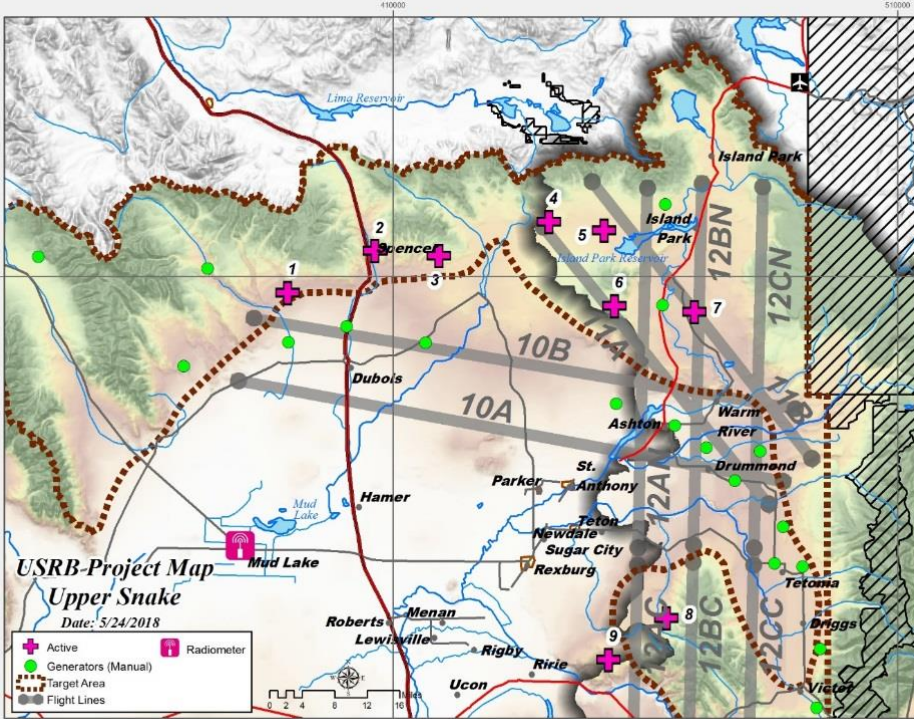 410000
510000
Lima Reservoir
Island Park
4
Island
Park
2
5
12BN
Spencer
3
Island Park Reservoir
12CN
1
6
7
11A
10B
11B
Dubois
10A
Warm
River
Ashton
Drummond
St.
Anthony
Parker
Hamer
12A
Mud
Lake
Teton
Newdale
Sugar City
Mud Lake
Rexburg
Tetonia
USRB-Project Map
Upper Snake
Date: 5/24/2018
Menan
Roberts
8
Driggs
12BC
12CC
Lewisville
9
Rigby
Ririe
Victor
Ucon
Active
Radiometer
Generators (Manual)
Target Area
Flight Lines
W
E
0 2 4 8 12 16
Miles